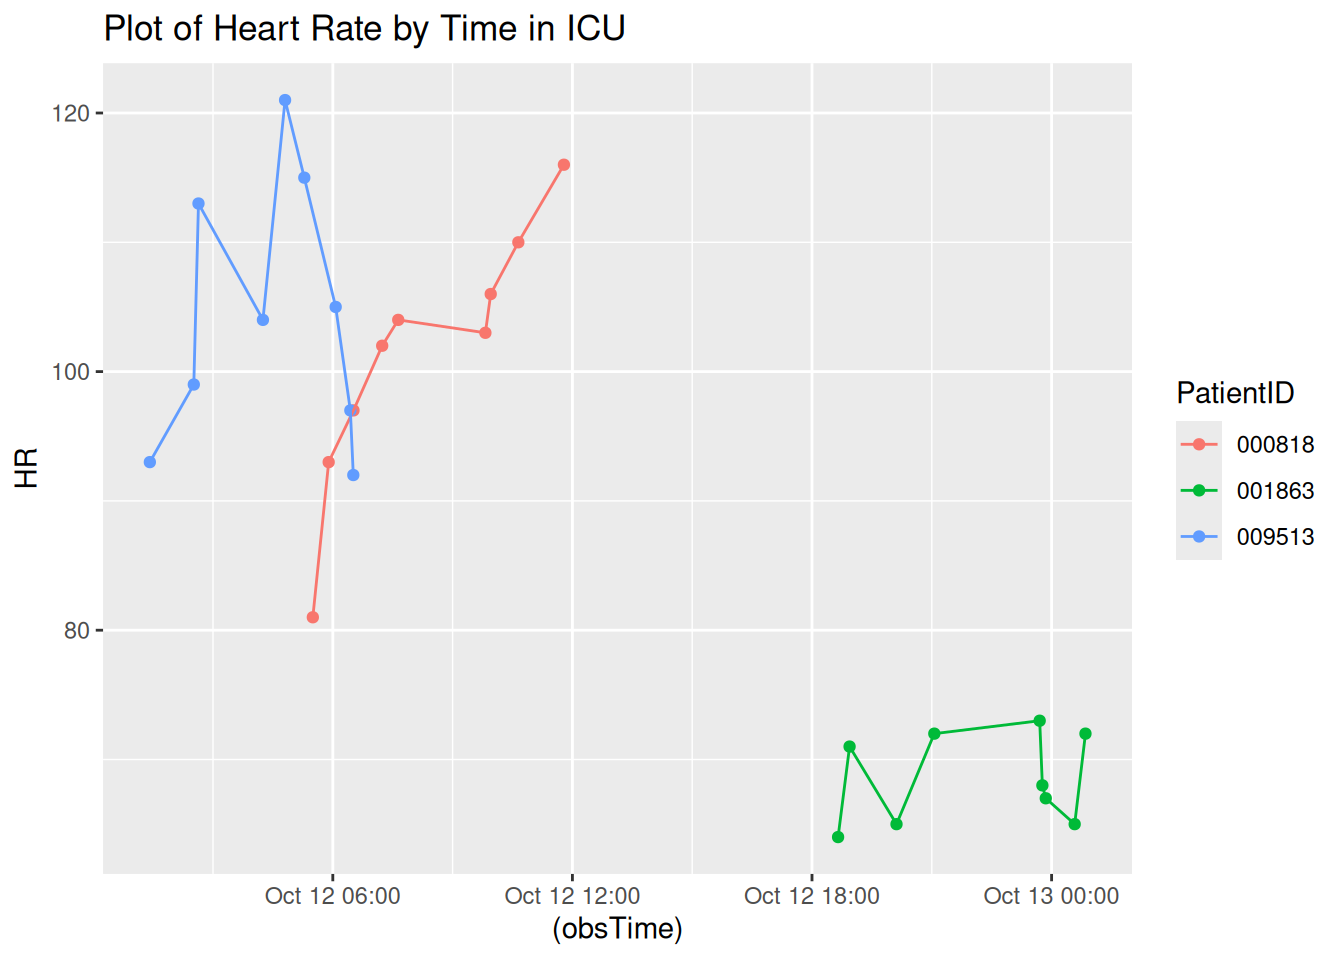 Plot of Heart Rate by Time in ICU
120
100
80
HR
Oct 12 06:00
Oct 12 12:00
Oct 12 18:00
Oct 13 00:00
(obsTime)
PatientID
000818
001863
009513